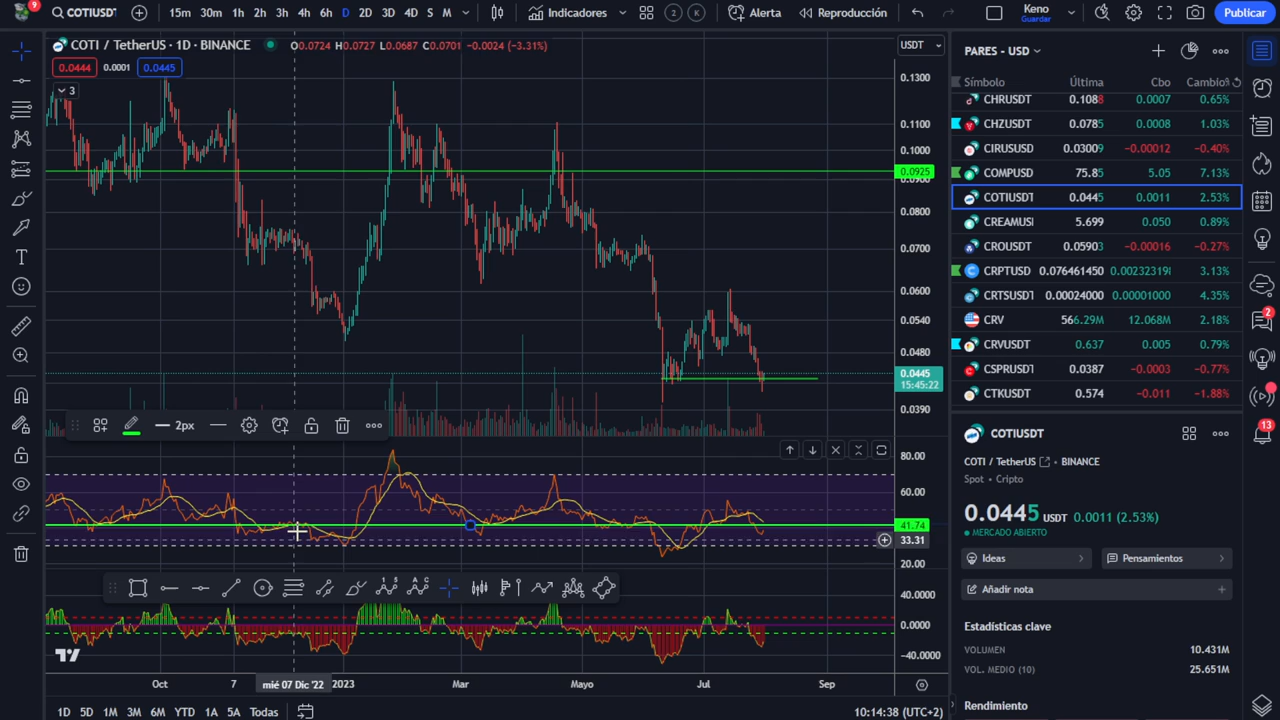 9
COTIUSDT
15m 30m 1h 2h 3h 4h 6h D 2D 3D 4D S M
Indicadores
2 K
Alerta
Reproducción
Keno
Guardar
Publicar
COTI / TetherUS · 1D · BINANCE
O0.0724 H0.0727 L0.0687 C0.0701 −0.0024 (−3.31%)
0.0444 0.0001 0.0445
3
USDT
0.1300
0.1100
0.1000
0.0925
0.0900
0.0800
0.0700
0.0600
0.0540
0.0480
0.0445
15:45:22
0.0390
2px
80.00
60.00
41.74
33.31
20.00
40.0000
0.0000
−40.0000
Oct 7 mié 07 Dic '22 2023 Mar Mayo Jul Sep
1D 5D 1M 3M 6M YTD 1A 5A Todas
10:14:38 (UTC+2)
PARES - USD
Símbolo Última Cbo Cambio%
CHRUSDT 0.1088 0.0007 0.65%
CHZUSDT 0.0785 0.0008 1.03%
CIRUSUSD 0.03009 −0.00012 −0.40%
COMPUSD 75.85 5.05 7.13%
COTIUSDT 0.0445 0.0011 2.53%
CREAMUSI 5.699 0.050 0.89%
CROUSDT 0.05903 −0.00016 −0.27%
CRPTUSD 0.076461450 0.00232319 3.13%
CRTSUSDT 0.00024000 0.00001000 4.35%
CRV 566.29M 12.068M 2.18%
CRVUSDT 0.637 0.005 0.79%
CSPRUSDT 0.0387 −0.0003 −0.77%
CTKUSDT 0.574 −0.011 −1.88%
COTIUSDT
COTI / TetherUS · BINANCE
Spot · Cripto
0.0445 USDT 0.0011 (2.53%)
MERCADO ABIERTO
Ideas
Pensamientos
Añadir nota
Estadísticas clave
VOLUMEN 10.431M
VOL. MEDIO (10) 25.651M
Rendimiento
2
13